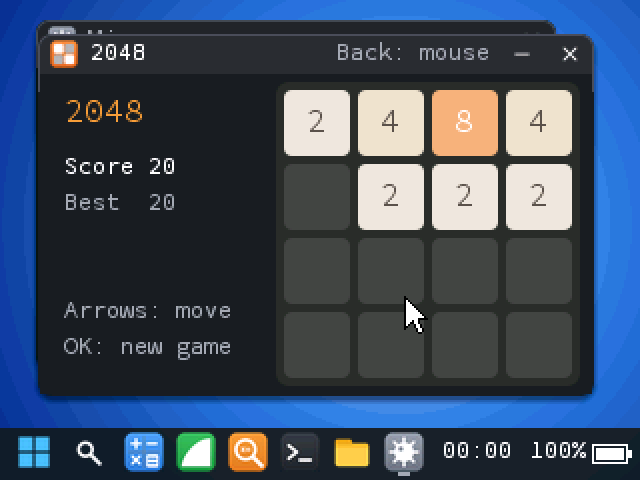 2048 Back: mouse
2048
Score 20
Best 20
Arrows: move
OK: new game
2 4 8 4
2 2 2
00:00 100%